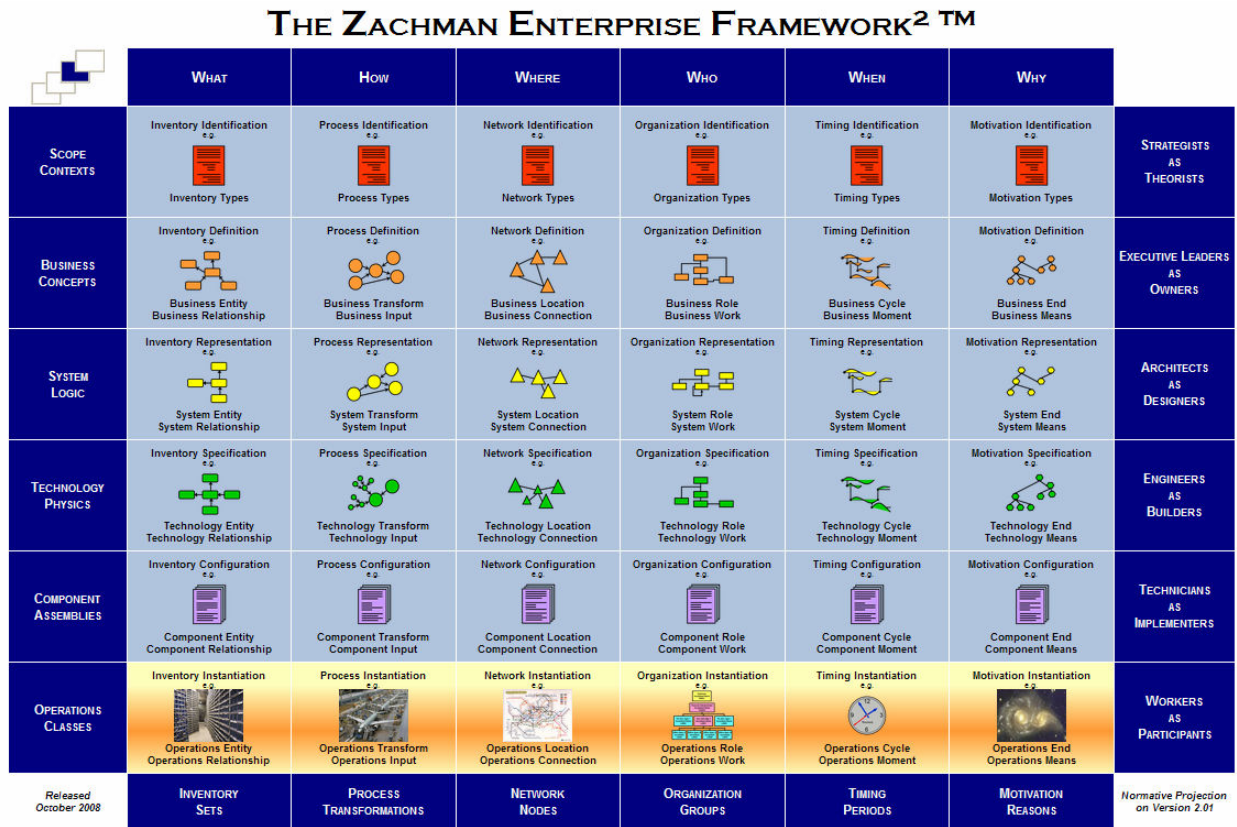 THE ZACHMAN ENTERPRISE FRAMEWORK² ™
WHAT
HOW
WHERE
WHO
WHEN
WHY
SCOPE
CONTEXTS
Inventory Identification
e.g.
Inventory Types
Process Identification
e.g.
Process Types
Network Identification
e.g.
Network Types
Organization Identification
e.g.
Organization Types
Timing Identification
e.g.
Timing Types
Motivation Identification
e.g.
Motivation Types
STRATEGISTS
AS
THEORISTS
BUSINESS
CONCEPTS
Inventory Definition
e.g.
Business Entity
Business Relationship
Process Definition
e.g.
Business Transform
Business Input
Network Definition
e.g.
Business Location
Business Connection
Organization Definition
e.g.
Business Role
Business Work
Timing Definition
e.g.
Business Cycle
Business Moment
Motivation Definition
e.g.
Business End
Business Means
EXECUTIVE LEADERS
AS
OWNERS
SYSTEM
LOGIC
Inventory Representation
e.g.
System Entity
System Relationship
Process Representation
e.g.
System Transform
System Input
Network Representation
e.g.
System Location
System Connection
Organization Representation
e.g.
System Role
System Work
Timing Representation
e.g.
System Cycle
System Moment
Motivation Representation
e.g.
System End
System Means
ARCHITECTS
AS
DESIGNERS
TECHNOLOGY
PHYSICS
Inventory Specification
e.g.
Technology Entity
Technology Relationship
Process Specification
e.g.
Technology Transform
Technology Input
Network Specification
e.g.
Technology Location
Technology Connection
Organization Specification
e.g.
Technology Role
Technology Work
Timing Specification
e.g.
Technology Cycle
Technology Moment
Motivation Specification
e.g.
Technology End
Technology Means
ENGINEERS
AS
BUILDERS
COMPONENT
ASSEMBLIES
Inventory Configuration
e.g.
Component Entity
Component Relationship
Process Configuration
e.g.
Component Transform
Component Input
Network Configuration
e.g.
Component Location
Component Connection
Organization Configuration
e.g.
Component Role
Component Work
Timing Configuration
e.g.
Component Cycle
Component Moment
Motivation Configuration
e.g.
Component End
Component Means
TECHNICIANS
AS
IMPLEMENTERS
OPERATIONS
CLASSES
Inventory Instantiation
e.g.
Operations Entity
Operations Relationship
Process Instantiation
e.g.
Operations Transform
Operations Input
Network Instantiation
e.g.
Operations Location
Operations Connection
Organization Instantiation
e.g.
Operations Role
Operations Work
Timing Instantiation
e.g.
12
3
6
9
Operations Cycle
Operations Moment
Motivation Instantiation
e.g.
Operations End
Operations Means
WORKERS
AS
PARTICIPANTS
Released
October 2008
INVENTORY
SETS
PROCESS
TRANSFORMATIONS
NETWORK
NODES
ORGANIZATION
GROUPS
TIMING
PERIODS
MOTIVATION
REASONS
Normative Projection
on Version 2.01